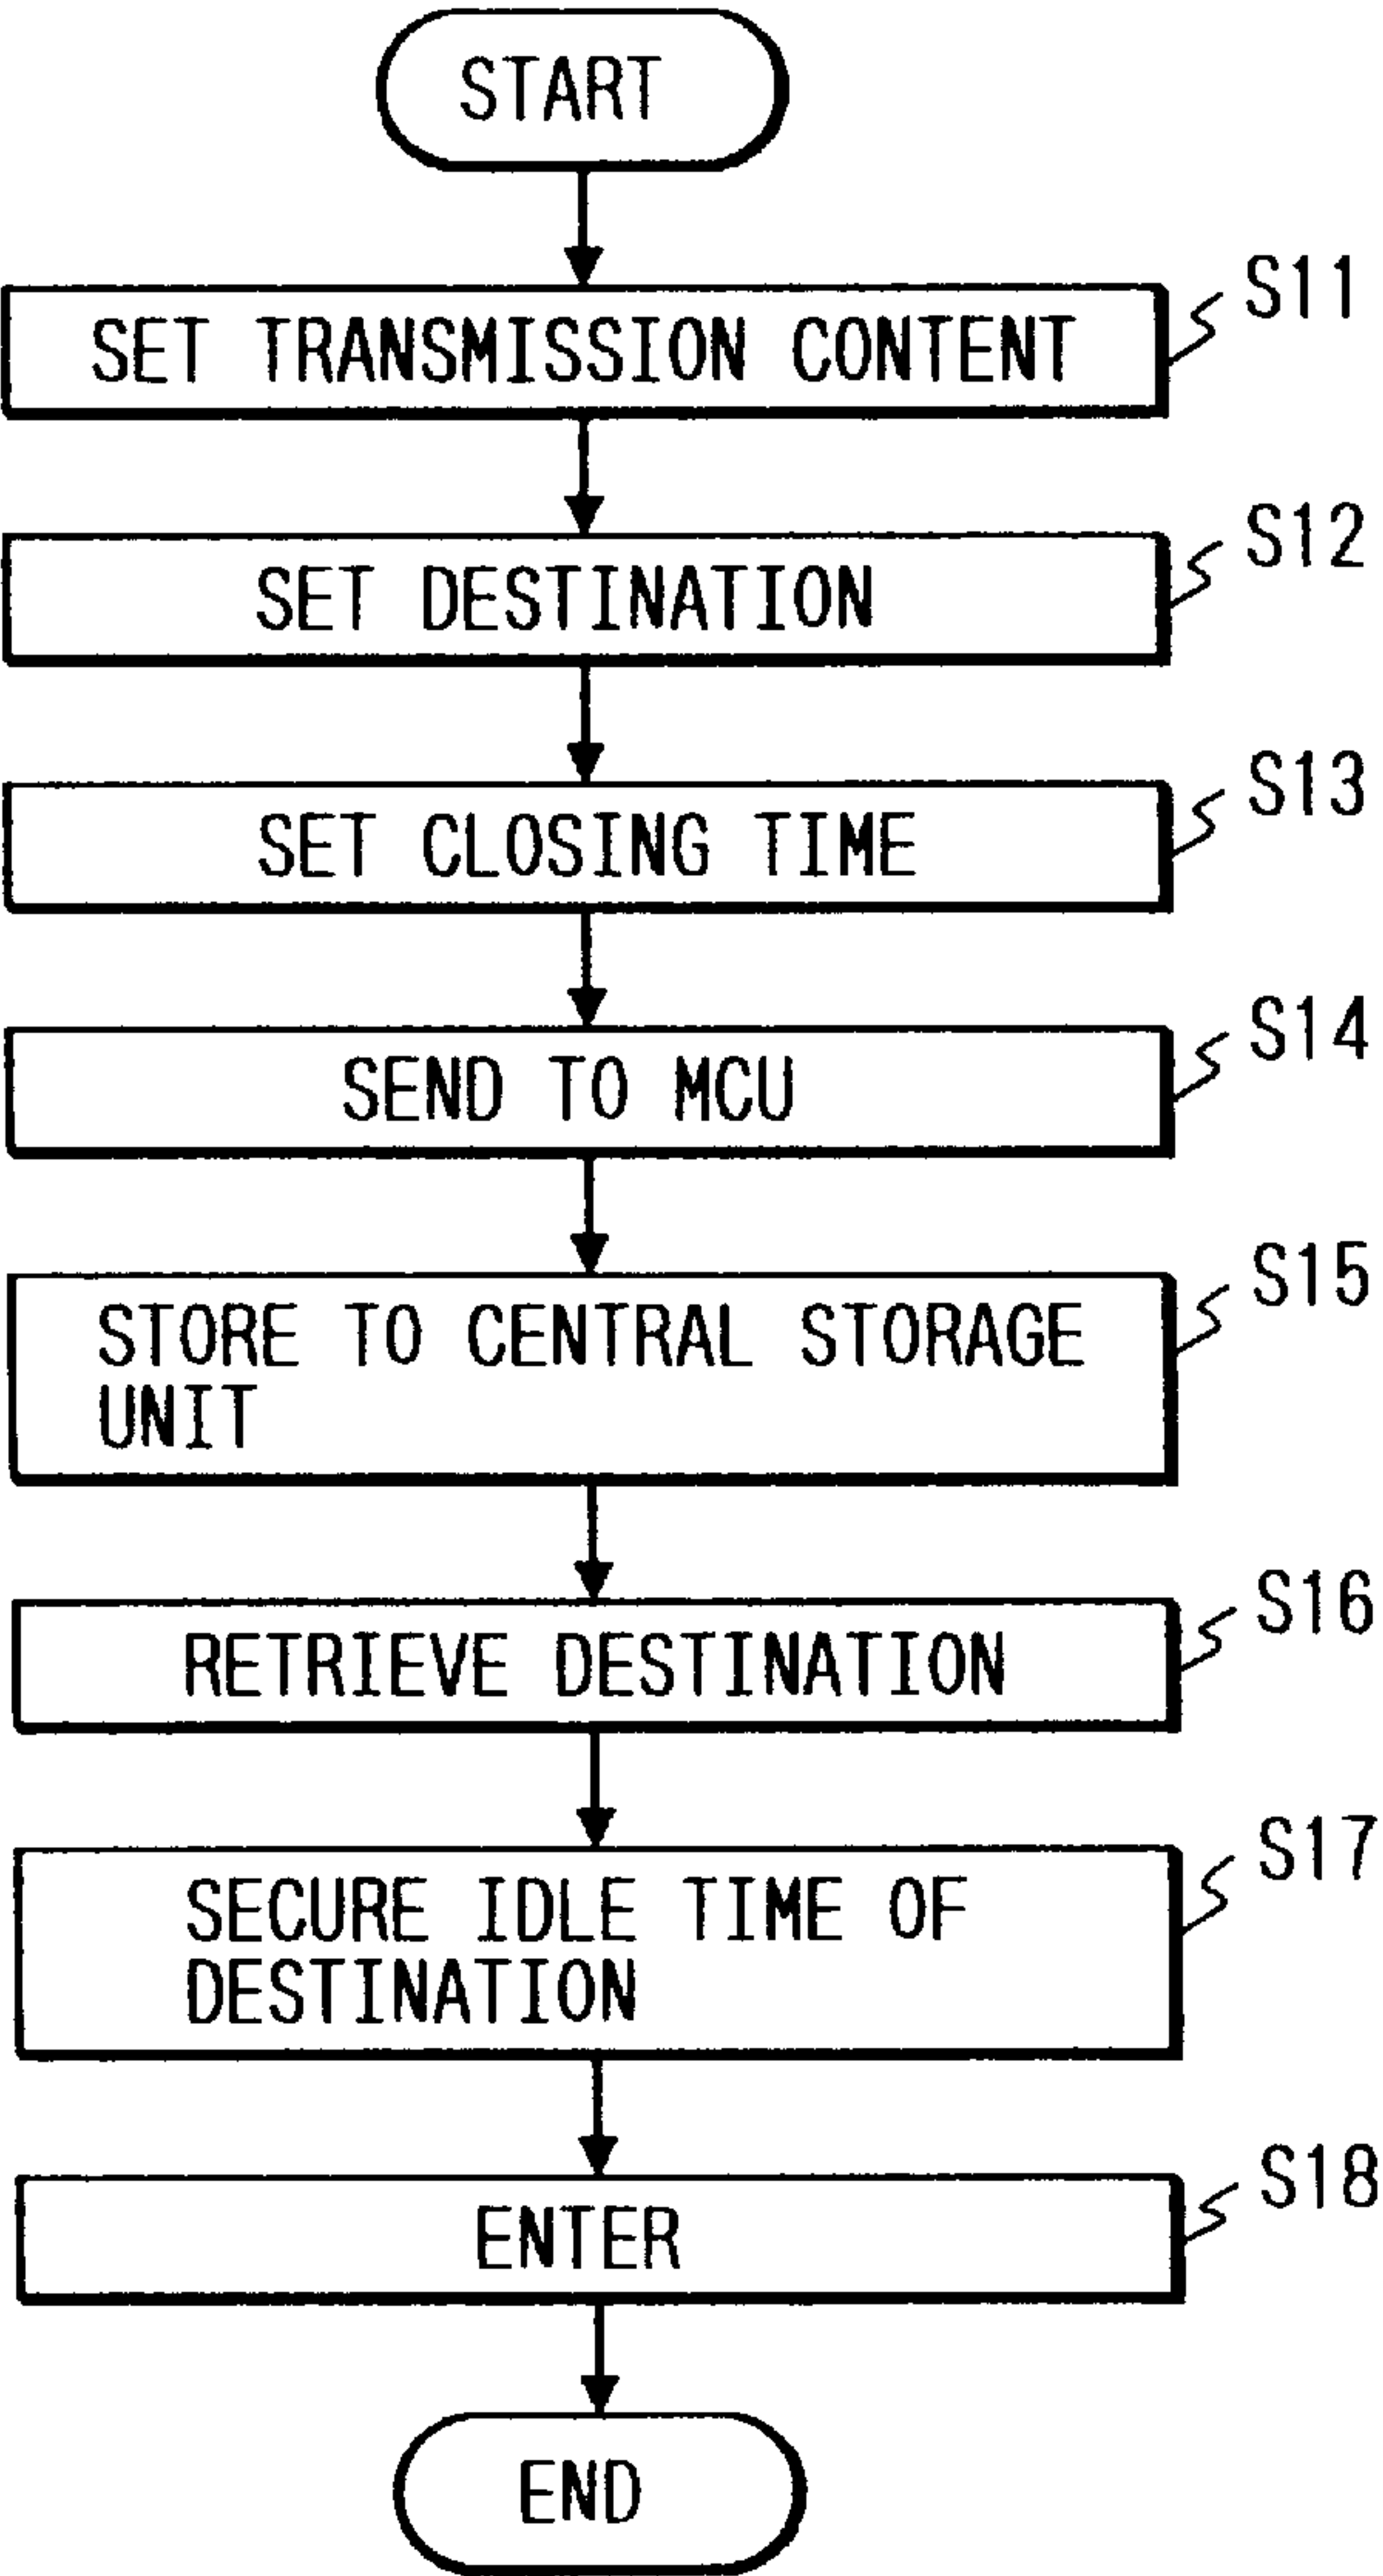 START
SET TRANSMISSION CONTENT
S11
SET DESTINATION
S12
SET CLOSING TIME
S13
SEND TO MCU
S14
STORE TO CENTRAL STORAGE
UNIT
S15
RETRIEVE DESTINATION
S16
SECURE IDLE TIME OF
DESTINATION
S17
ENTER
S18
END